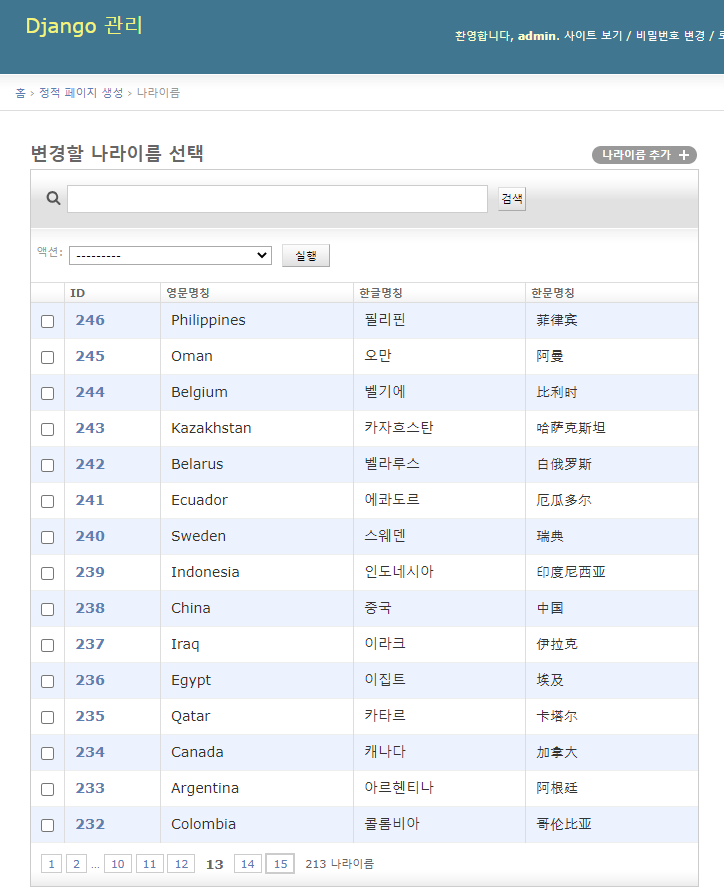 Django 관리
환영합니다, admin. 사이트 보기 / 비밀번호 변경 /
홈 › 정적 페이지 생성 › 나라이름
변경할 나라이름 선택
나라이름 추가 +
검색
액션: --------- 실행
ID 영문명칭 한글명칭 한문명칭
246 Philippines 필리핀 菲律宾
245 Oman 오만 阿曼
244 Belgium 벨기에 比利时
243 Kazakhstan 카자흐스탄 哈萨克斯坦
242 Belarus 벨라루스 白俄罗斯
241 Ecuador 에콰도르 厄瓜多尔
240 Sweden 스웨덴 瑞典
239 Indonesia 인도네시아 印度尼西亚
238 China 중국 中国
237 Iraq 이라크 伊拉克
236 Egypt 이집트 埃及
235 Qatar 카타르 卡塔尔
234 Canada 캐나다 加拿大
233 Argentina 아르헨티나 阿根廷
232 Colombia 콜롬비아 哥伦比亚
1 2 ... 10 11 12 13 14 15 213 나라이름